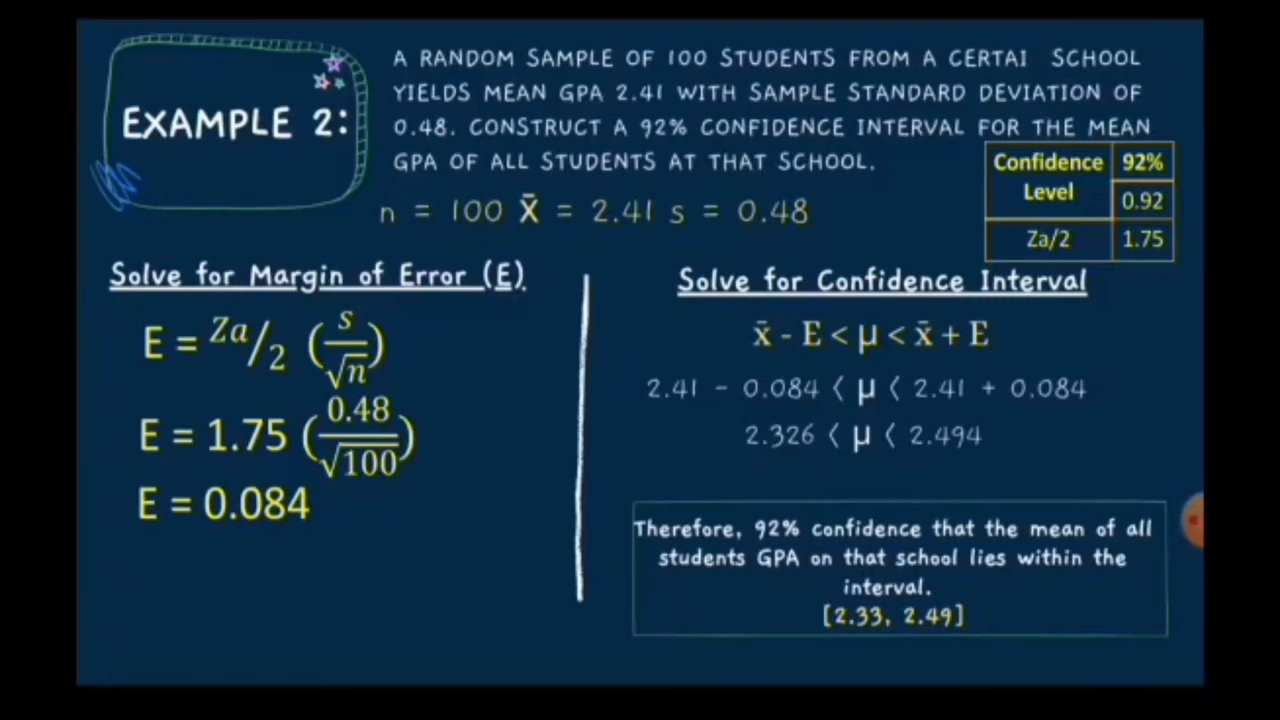 EXAMPLE 2:
A RANDOM SAMPLE OF 100 STUDENTS FROM A CERTAI SCHOOL
YIELDS MEAN GPA 2.41 WITH SAMPLE STANDARD DEVIATION OF
0.48. CONSTRUCT A 92% CONFIDENCE INTERVAL FOR THE MEAN
GPA OF ALL STUDENTS AT THAT SCHOOL.
n = 100 X̄ = 2.41 s = 0.48
Confidence Level 92%
0.92
Za/2 1.75
Solve for Margin of Error (E)
E = Za/2 (s/√n)
E = 1.75 (0.48/√100)
E = 0.084
Solve for Confidence Interval
x̄ - E < μ < x̄ + E
2.41 - 0.084 < μ < 2.41 + 0.084
2.326 < μ < 2.494
Therefore, 92% confidence that the mean of all
students GPA on that school lies within the
interval.
[2.33, 2.49]